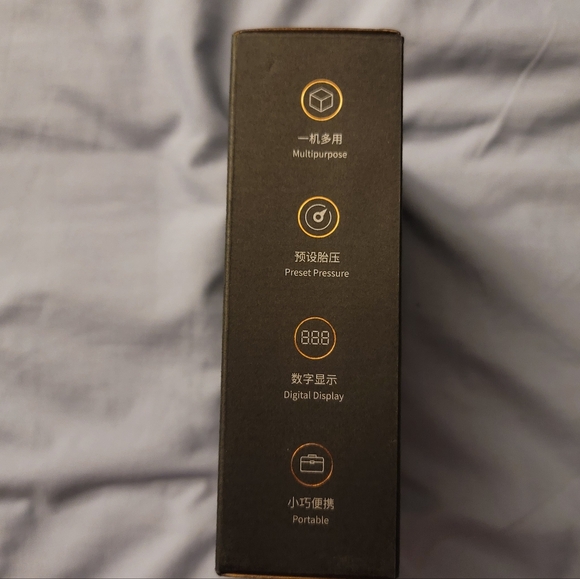 一机多用
Multipurpose
预设胎压
Preset Pressure
888
数字显示
Digital Display
小巧便携
Portable